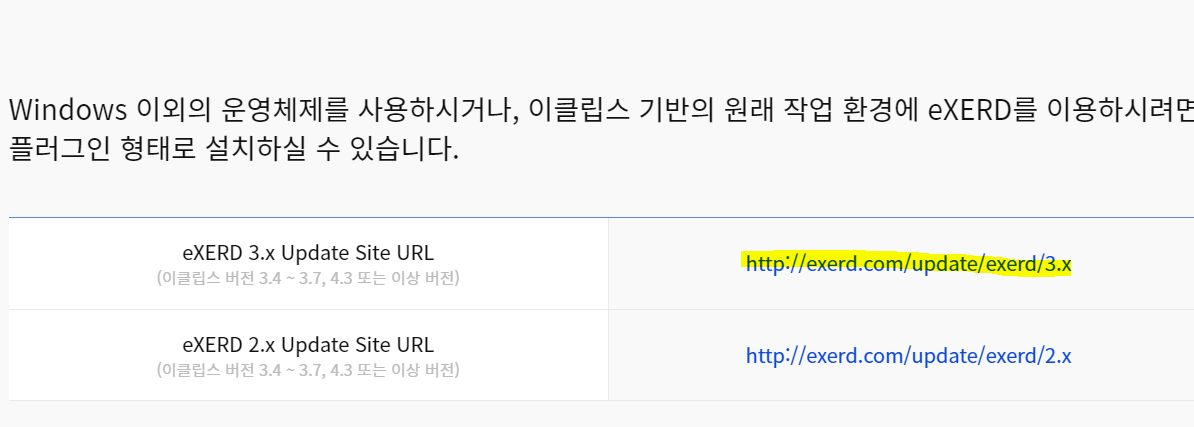 Windows 이외의 운영체제를 사용하시거나, 이클립스 기반의 원래 작업 환경에 eXERD를 이용하시려면
플러그인 형태로 설치하실 수 있습니다.
eXERD 3.x Update Site URL
(이클립스 버전 3.4 ~ 3.7, 4.3 또는 이상 버전)
http://exerd.com/update/exerd/3.x
eXERD 2.x Update Site URL
(이클립스 버전 3.4 ~ 3.7, 4.3 또는 이상 버전)
http://exerd.com/update/exerd/2.x